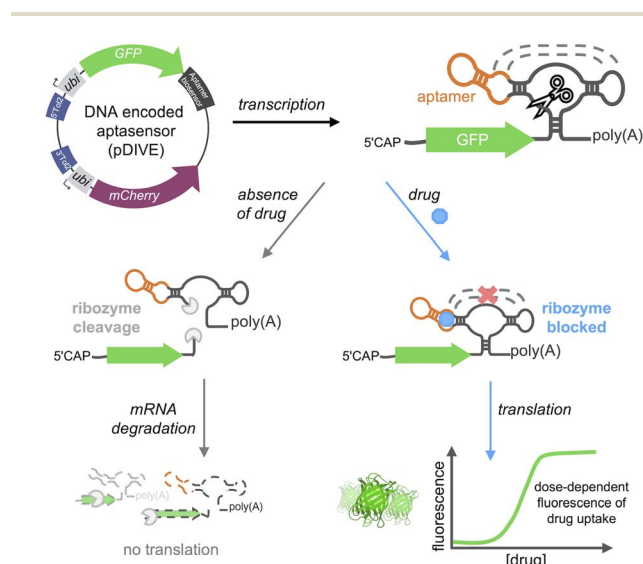 GFP
ubi
5'Tol2
Aptamer
biosensor
DNA encoded
aptasensor
(pDIVE)
3'Tol2
ubi
mCherry
transcription
aptamer
5'CAP
GFP
poly(A)
absence
of drug
drug
ribozyme
cleavage
poly(A)
5'CAP
ribozyme
blocked
5'CAP
poly(A)
mRNA
degradation
translation
poly(A)
poly(A)
no translation
fluorescence
dose-dependent
fluorescence of
drug uptake
[drug]